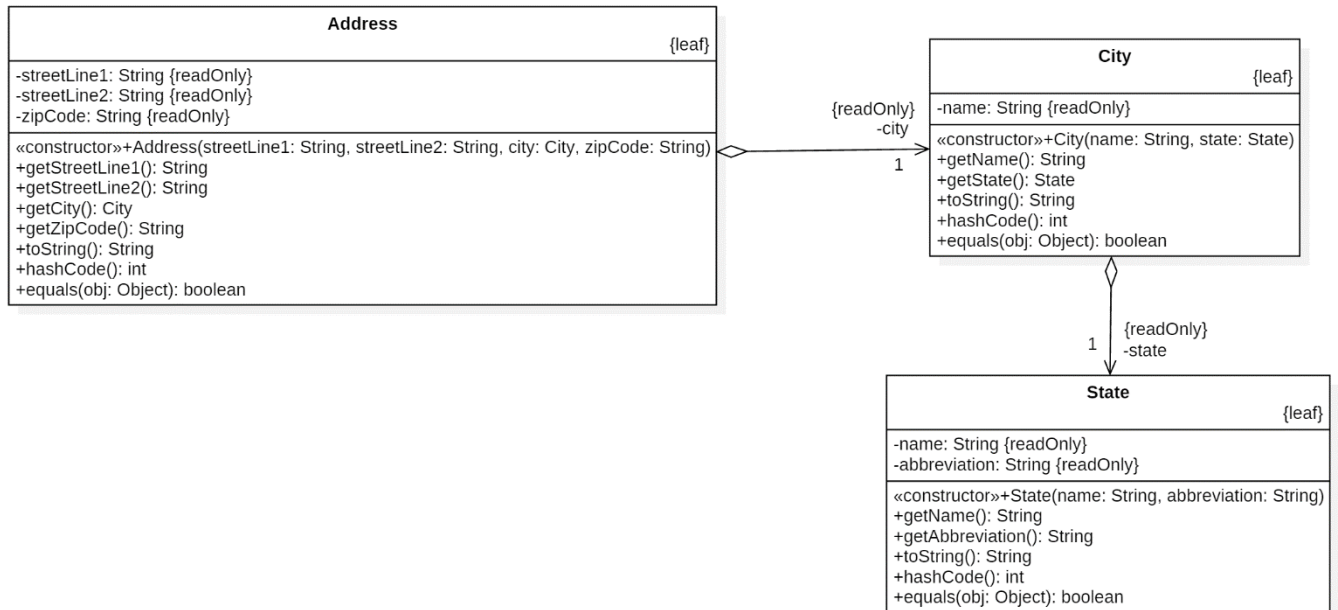 Address
{leaf}
-streetLine1: String {readOnly}
-streetLine2: String {readOnly}
-zipCode: String {readOnly}
«constructor»+Address(streetLine1: String, streetLine2: String, city: City, zipCode: String)
+getStreetLine1(): String
+getStreetLine2(): String
+getCity(): City
+getZipCode(): String
+toString(): String
+hashCode(): int
+equals(obj: Object): boolean
{readOnly}
-city
1
City
{leaf}
-name: String {readOnly}
«constructor»+City(name: String, state: State)
+getName(): String
+getState(): State
+toString(): String
+hashCode(): int
+equals(obj: Object): boolean
{readOnly}
1 -state
State
{leaf}
-name: String {readOnly}
-abbreviation: String {readOnly}
«constructor»+State(name: String, abbreviation: String)
+getName(): String
+getAbbreviation(): String
+toString(): String
+hashCode(): int
+equals(obj: Object): boolean